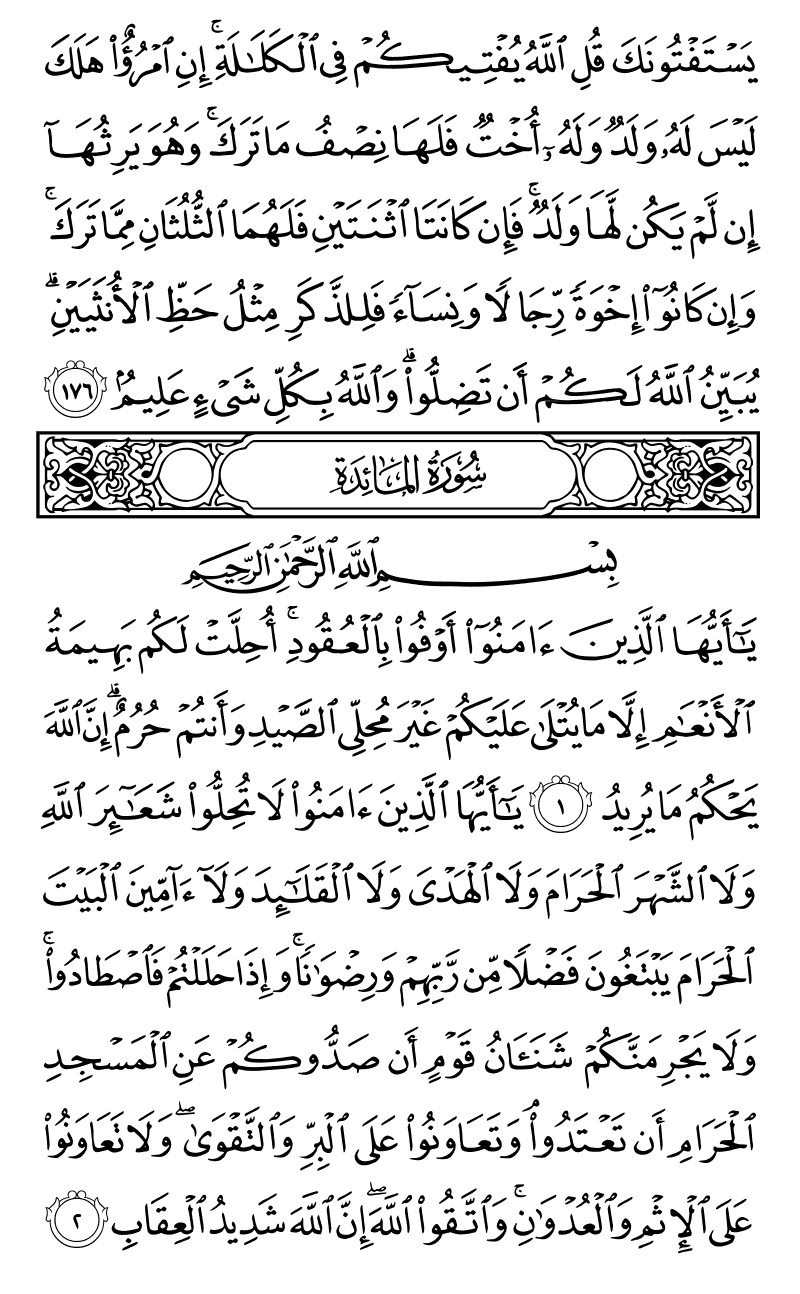 يَسْتَفْتُونَكَ قُلِ ٱللَّهُ يُفْتِيكُمْ فِى ٱلْكَلَـٰلَةِ ۚ إِنِ ٱمْرُؤٌا۟ هَلَكَ
لَيْسَ لَهُۥ وَلَدٌ وَلَهُۥٓ أُخْتٌ فَلَهَا نِصْفُ مَا تَرَكَ ۚ وَهُوَ يَرِثُهَآ
إِن لَّمْ يَكُن لَّهَا وَلَدٌ ۚ فَإِن كَانَتَا ٱثْنَتَيْنِ فَلَهُمَا ٱلثُّلُثَانِ مِمَّا تَرَكَ ۚ
وَإِن كَانُوٓا۟ إِخْوَةً رِّجَالًا وَنِسَآءً فَلِلذَّكَرِ مِثْلُ حَظِّ ٱلْأُنثَيَيْنِ ۗ
يُبَيِّنُ ٱللَّهُ لَكُمْ أَن تَضِلُّوا۟ ۗ وَٱللَّهُ بِكُلِّ شَىْءٍ عَلِيمٌۢ ١٧٦
سُورَةُ المَائِدَةِ
بِسْمِ ٱللَّهِ ٱلرَّحْمَـٰنِ ٱلرَّحِيمِ
يَـٰٓأَيُّهَا ٱلَّذِينَ ءَامَنُوٓا۟ أَوْفُوا۟ بِٱلْعُقُودِ ۚ أُحِلَّتْ لَكُم بَهِيمَةُ
ٱلْأَنْعَـٰمِ إِلَّا مَا يُتْلَىٰ عَلَيْكُمْ غَيْرَ مُحِلِّى ٱلصَّيْدِ وَأَنتُمْ حُرُمٌ ۗ إِنَّ ٱللَّهَ
يَحْكُمُ مَا يُرِيدُ ١ يَـٰٓأَيُّهَا ٱلَّذِينَ ءَامَنُوا۟ لَا تُحِلُّوا۟ شَعَـٰٓئِرَ ٱللَّهِ
وَلَا ٱلشَّهْرَ ٱلْحَرَامَ وَلَا ٱلْهَدْىَ وَلَا ٱلْقَلَـٰٓئِدَ وَلَآ ءَآمِّينَ ٱلْبَيْتَ
ٱلْحَرَامَ يَبْتَغُونَ فَضْلًا مِّن رَّبِّهِمْ وَرِضْوَٰنًا ۚ وَإِذَا حَلَلْتُمْ فَٱصْطَادُوا۟ ۚ
وَلَا يَجْرِمَنَّكُمْ شَنَـَٔانُ قَوْمٍ أَن صَدُّوكُمْ عَنِ ٱلْمَسْجِدِ
ٱلْحَرَامِ أَن تَعْتَدُوا۟ ۘ وَتَعَاوَنُوا۟ عَلَى ٱلْبِرِّ وَٱلتَّقْوَىٰ ۖ وَلَا تَعَاوَنُوا۟
عَلَى ٱلْإِثْمِ وَٱلْعُدْوَٰنِ ۚ وَٱتَّقُوا۟ ٱللَّهَ ۖ إِنَّ ٱللَّهَ شَدِيدُ ٱلْعِقَابِ ٢